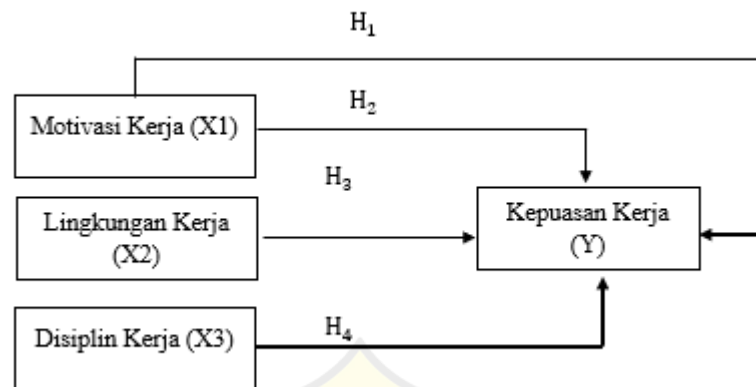 H₁
H₂
Motivasi Kerja (X1)
H₃
Lingkungan Kerja
(X2)
Kepuasan Kerja
(Y)
H₄
Disiplin Kerja (X3)